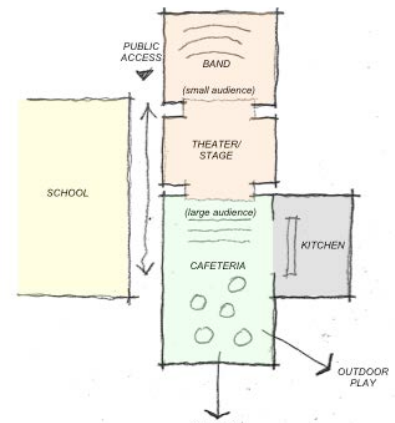 PUBLIC
ACCESS
BAND
(small audience)
THEATER/
STAGE
SCHOOL
(large audience)
KITCHEN
CAFETERIA
OUTDOOR
PLAY